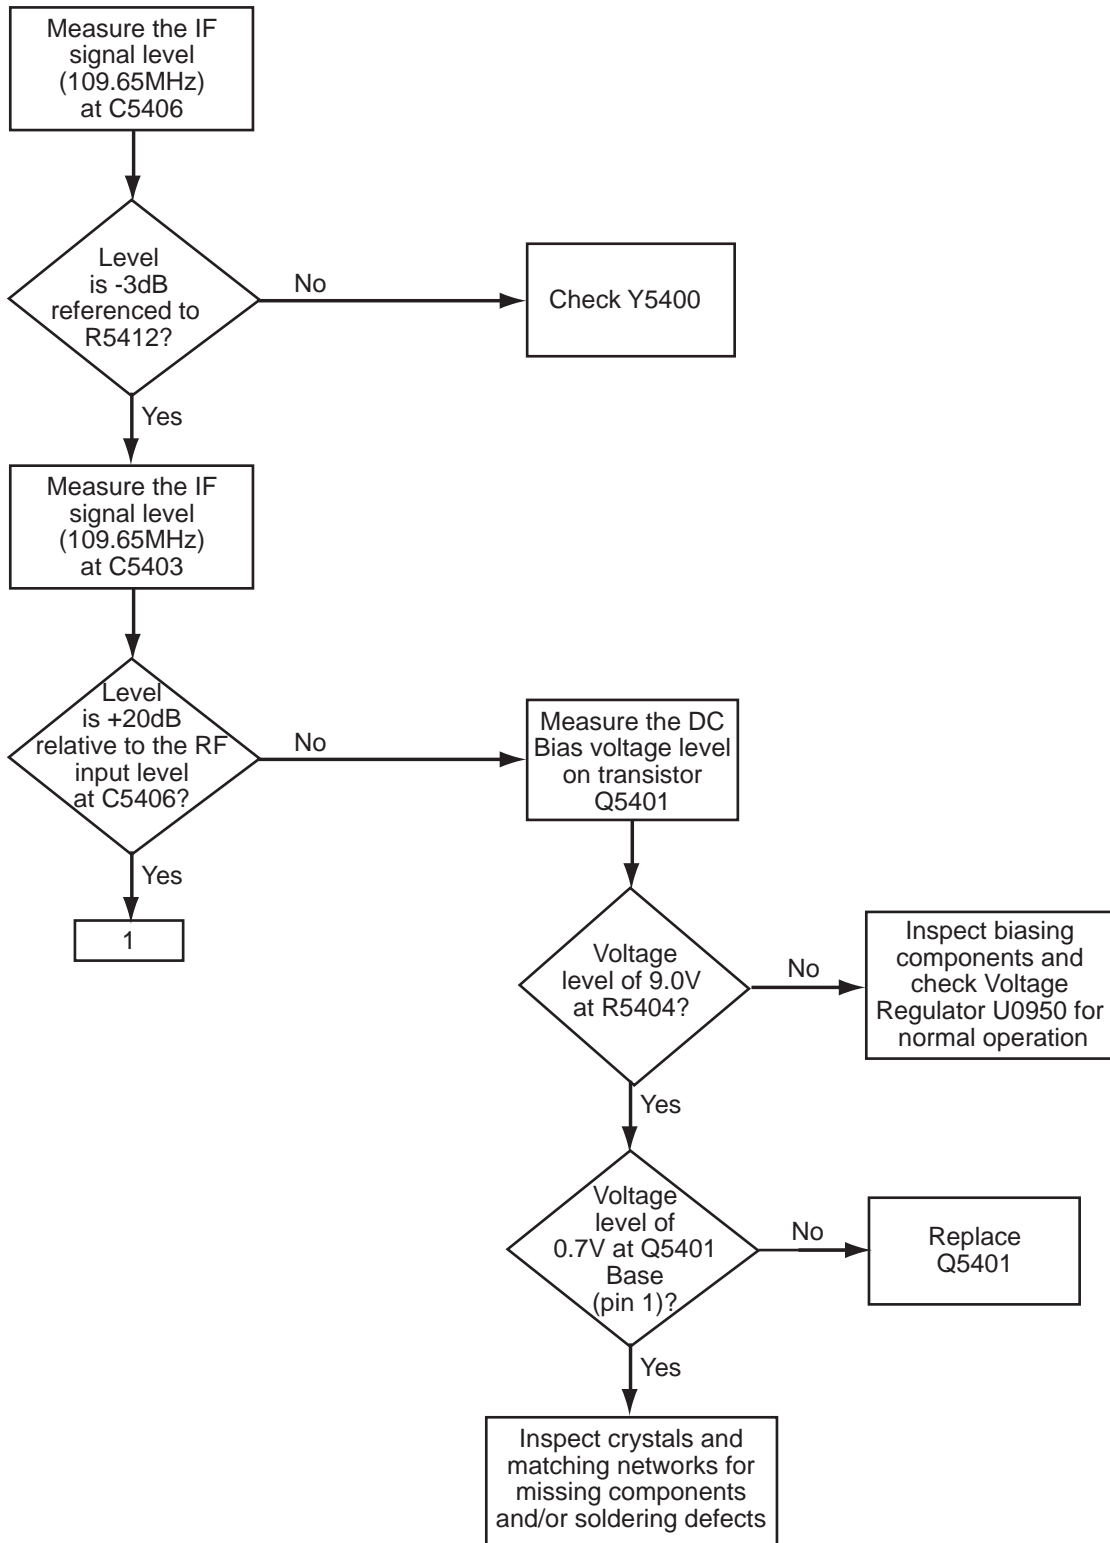 Measure the IF
signal level
(109.65MHz)
at C5406
Level
is -3dB
referenced to
R5412?
No
Check Y5400
Yes
Measure the IF
signal level
(109.65MHz)
at C5403
Level
is +20dB
relative to the RF
input level
at C5406?
No
Measure the DC
Bias voltage level
on transistor
Q5401
Yes
1
Voltage
level of 9.0V
at R5404?
No
Inspect biasing
components and
check Voltage
Regulator U0950 for
normal operation
Yes
Voltage
level of
0.7V at Q5401
Base
(pin 1)?
No
Replace
Q5401
Yes
Inspect crystals and
matching networks for
missing components
and/or soldering defects